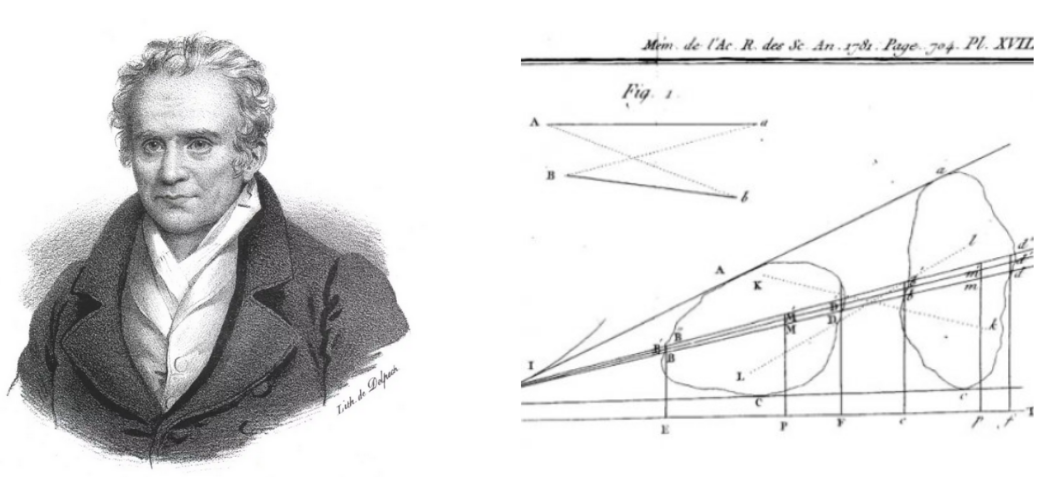 Lith. de Delpech
Mém. de l'Ac. R. des Sc. An. 1781. Page. 704. Pl. XVII
Fig. 1.
A a
B b
a
A l
K
d
m
m d
b
M
M D
k
B B
B
I L
C c
E P F e p f